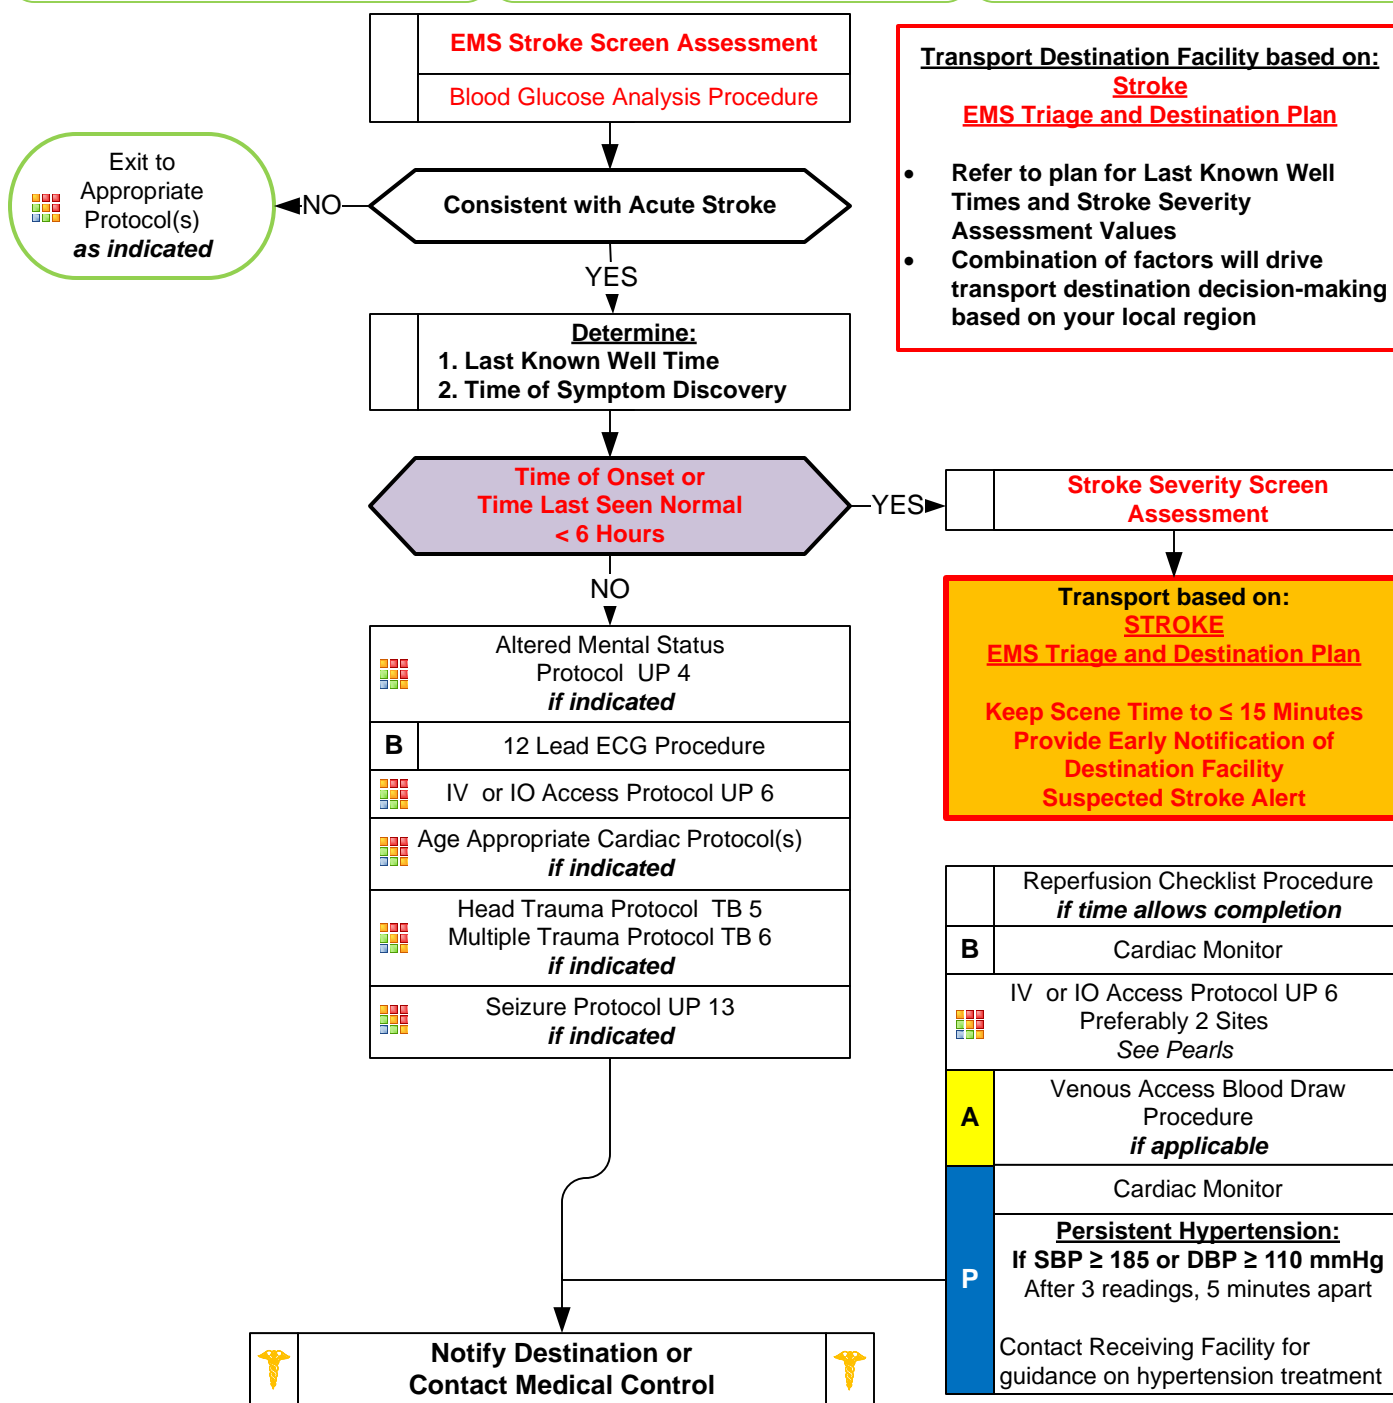 EMS Stroke Screen Assessment
Blood Glucose Analysis Procedure
Transport Destination Facility based on:
Stroke
EMS Triage and Destination Plan
• Refer to plan for Last Known Well
Times and Stroke Severity
Assessment Values
• Combination of factors will drive
transport destination decision-making
based on your local region
Exit to
Appropriate
Protocol(s)
as indicated
NO
Consistent with Acute Stroke
YES
Determine:
1. Last Known Well Time
2. Time of Symptom Discovery
Time of Onset or
Time Last Seen Normal
< 6 Hours
YES
Stroke Severity Screen
Assessment
NO
Transport based on:
STROKE
EMS Triage and Destination Plan
Keep Scene Time to ≤ 15 Minutes
Provide Early Notification of
Destination Facility
Suspected Stroke Alert
Altered Mental Status
Protocol UP 4
if indicated
B
12 Lead ECG Procedure
IV or IO Access Protocol UP 6
Age Appropriate Cardiac Protocol(s)
if indicated
Head Trauma Protocol TB 5
Multiple Trauma Protocol TB 6
if indicated
Seizure Protocol UP 13
if indicated
Reperfusion Checklist Procedure
if time allows completion
B
Cardiac Monitor
IV or IO Access Protocol UP 6
Preferably 2 Sites
See Pearls
A
Venous Access Blood Draw
Procedure
if applicable
P
Cardiac Monitor
Persistent Hypertension:
If SBP ≥ 185 or DBP ≥ 110 mmHg
After 3 readings, 5 minutes apart
Contact Receiving Facility for
guidance on hypertension treatment
Notify Destination or
Contact Medical Control